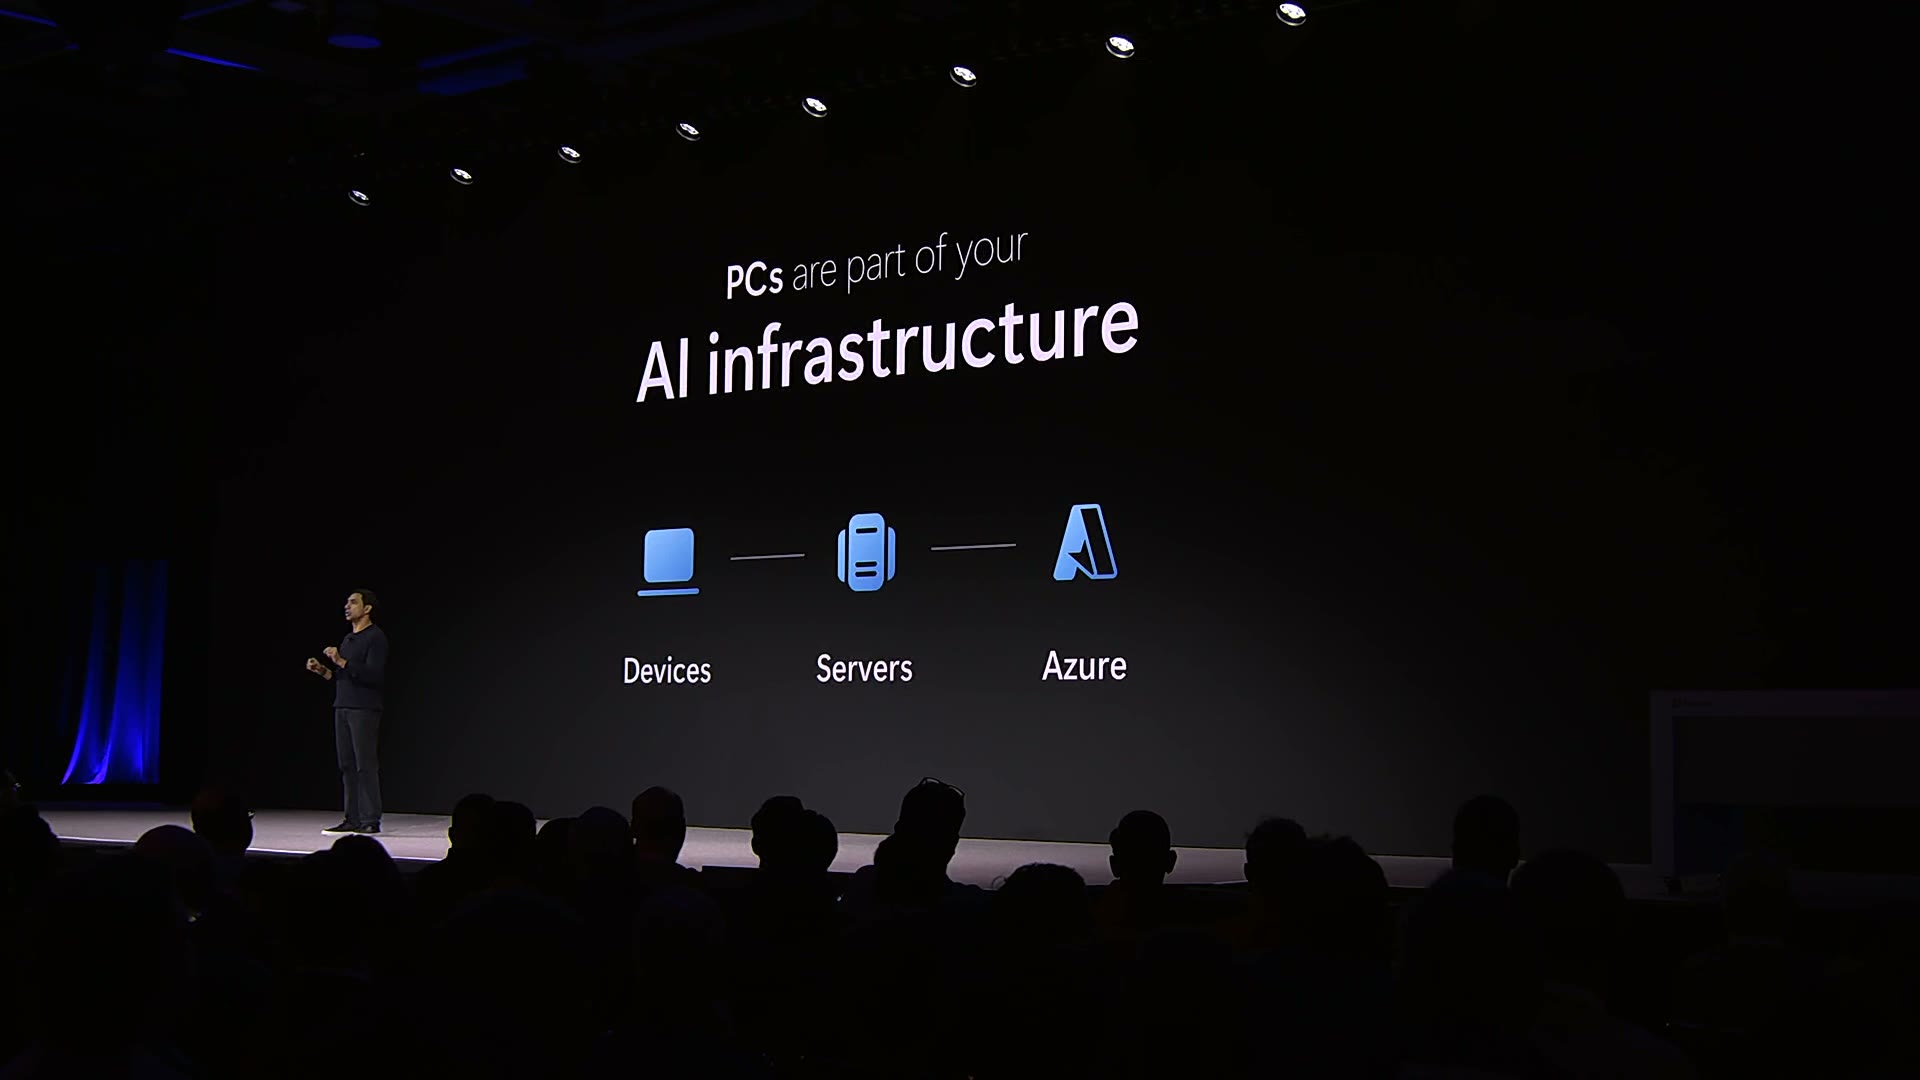 PCs are part of your
AI infrastructure
Devices
Servers
Azure